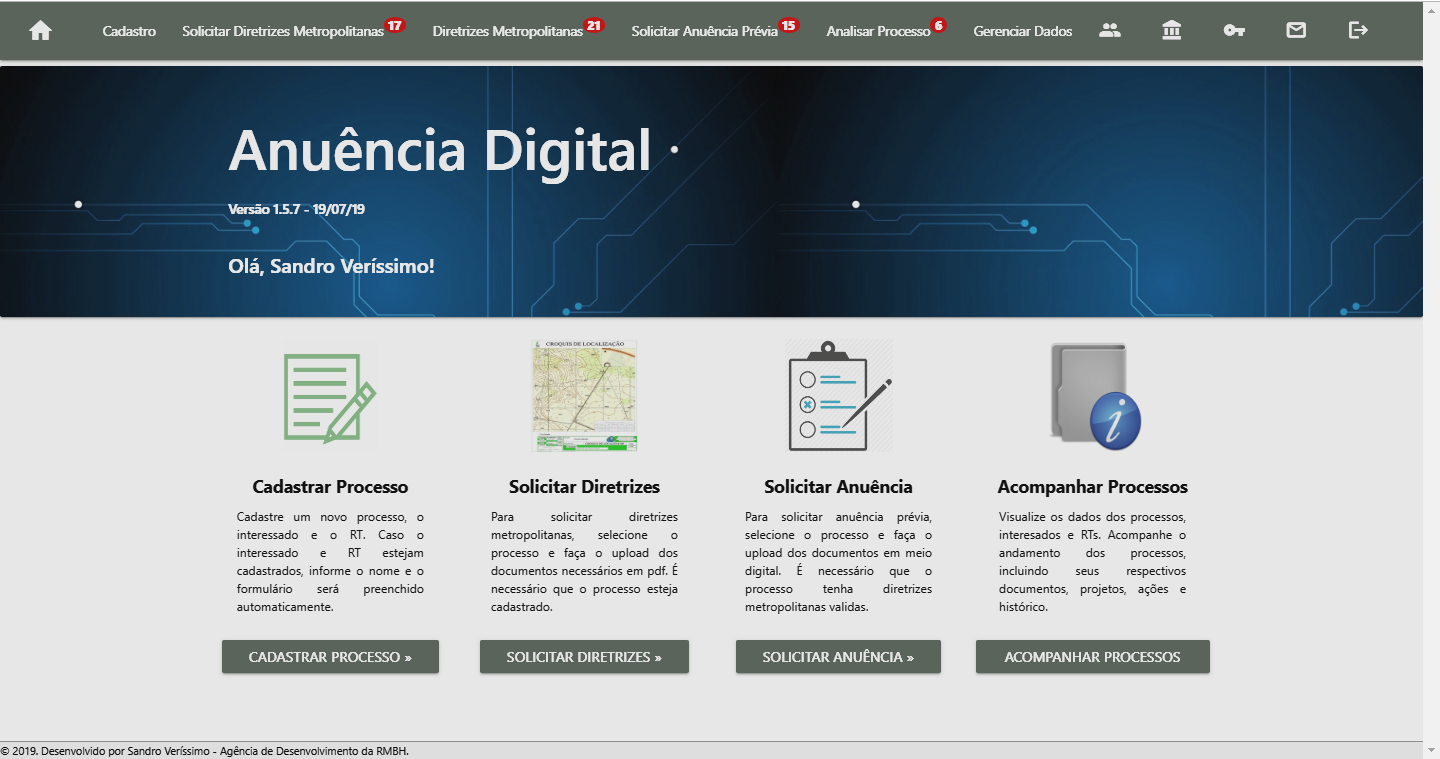 Cadastro Solicitar Diretrizes Metropolitanas 17 Diretrizes Metropolitanas 21 Solicitar Anuência Prévia 15 Analisar Processo 6 Gerenciar Dados
Anuência Digital
Versão 1.5.7 - 19/07/19
Olá, Sandro Veríssimo!
CROQUIS DE LOCALIZAÇÃO
Cadastrar Processo
Cadastre um novo processo, o
interessado e o RT. Caso o
interessado e RT estejam
cadastrados, informe o nome e o
formulário será preenchido
automaticamente.
CADASTRAR PROCESSO »
Solicitar Diretrizes
Para solicitar diretrizes
metropolitanas, selecione o
processo e faça o upload dos
documentos necessários em pdf. É
necessário que o processo esteja
cadastrado.
SOLICITAR DIRETRIZES »
Solicitar Anuência
Para solicitar anuência prévia,
selecione o processo e faça o
upload dos documentos em meio
digital. É necessário que o
processo tenha diretrizes
metropolitanas validas.
SOLICITAR ANUÊNCIA »
Acompanhar Processos
Visualize os dados dos processos,
interesados e RTs. Acompanhe o
andamento dos processos,
incluindo seus respectivos
documentos, projetos, ações e
histórico.
ACOMPANHAR PROCESSOS
© 2019. Desenvolvido por Sandro Veríssimo - Agência de Desenvolvimento da RMBH.